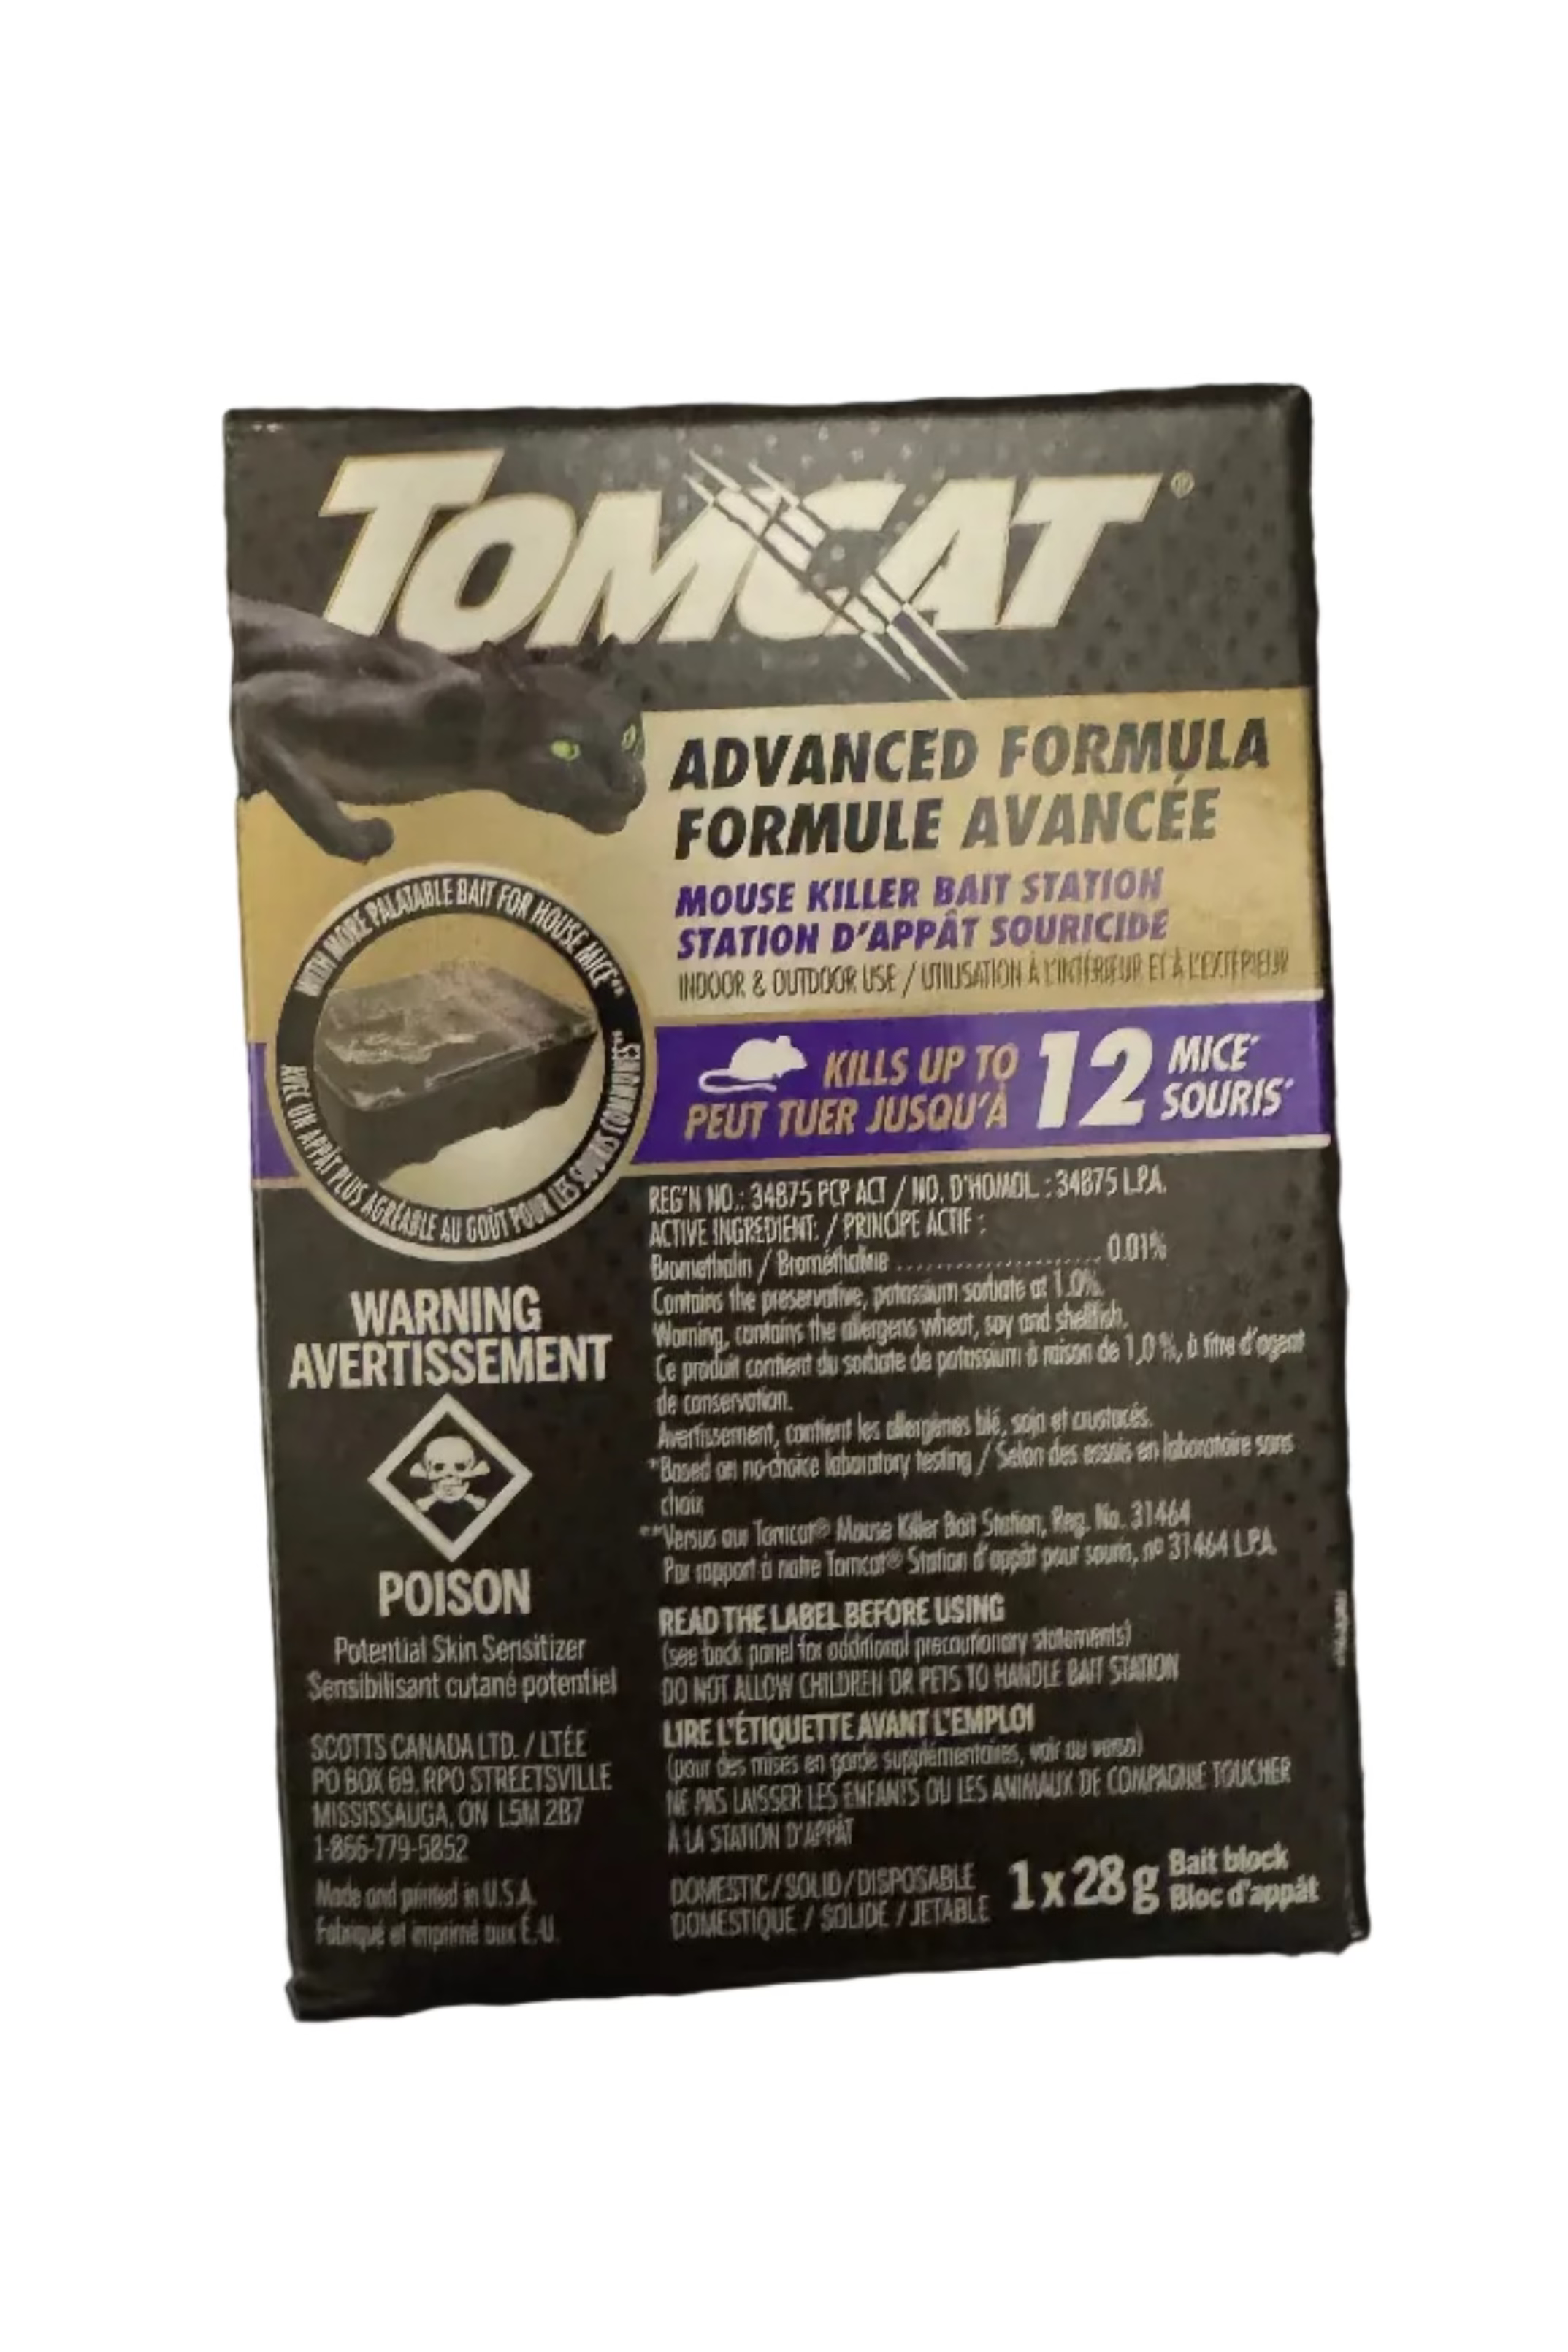 TOMCAT®
ADVANCED FORMULA
FORMULE AVANCÉE
MOUSE KILLER BAIT STATION
STATION D'APPÂT SOURICIDE
INDOOR & OUTDOOR USE / UTILISATION À L'INTÉRIEUR ET À L'EXTÉRIEUR
WITH MORE PALATABLE BAIT FOR HOUSE MICE**
AVEC UN APPÂT PLUS AGRÉABLE AU GOÛT POUR LES SOURIS COMMUNES**
KILLS UP TO
PEUT TUER JUSQU'À
12
MICE*
SOURIS*
WARNING
AVERTISSEMENT
POISON
Potential Skin Sensitizer
Sensibilisant cutané potentiel
SCOTTS CANADA LTD. / LTÉE
PO BOX 69, RPO STREETSVILLE
MISSISSAUGA, ON L5M 2B7
1-866-779-5852
Made and printed in U.S.A.
Fabriqué et imprimé aux É.-U.
REG'N NO.: 34875 PCP ACT / NO. D'HOMOL. : 34875 L.P.A.
ACTIVE INGREDIENT: / PRINCIPE ACTIF :
Bromethalin / Brométhaline .................... 0.01%
Contains the preservative, potassium sorbate at 1.0%.
Warning, contains the allergens wheat, soy and shellfish.
Ce produit contient du sorbate de potassium à raison de 1,0 %, à titre d'agent
de conservation.
Avertissement, contient les allergènes blé, soja et crustacés.
*Based on no-choice laboratory testing / Selon des essais en laboratoire sans
choix
**Versus our Tomcat® Mouse Killer Bait Station, Reg. No. 31464
Par rapport à notre Tomcat® Station d'appât pour souris, nº 31464 L.P.A.
READ THE LABEL BEFORE USING
(see back panel for additional precautionary statements)
DO NOT ALLOW CHILDREN OR PETS TO HANDLE BAIT STATION
LIRE L'ÉTIQUETTE AVANT L'EMPLOI
(pour des mises en garde supplémentaires, voir au verso)
NE PAS LAISSER LES ENFANTS OU LES ANIMAUX DE COMPAGNIE TOUCHER
À LA STATION D'APPÂT
DOMESTIC / SOLID / DISPOSABLE
DOMESTIQUE / SOLIDE / JETABLE
1 x 28 g
Bait block
Bloc d'appât